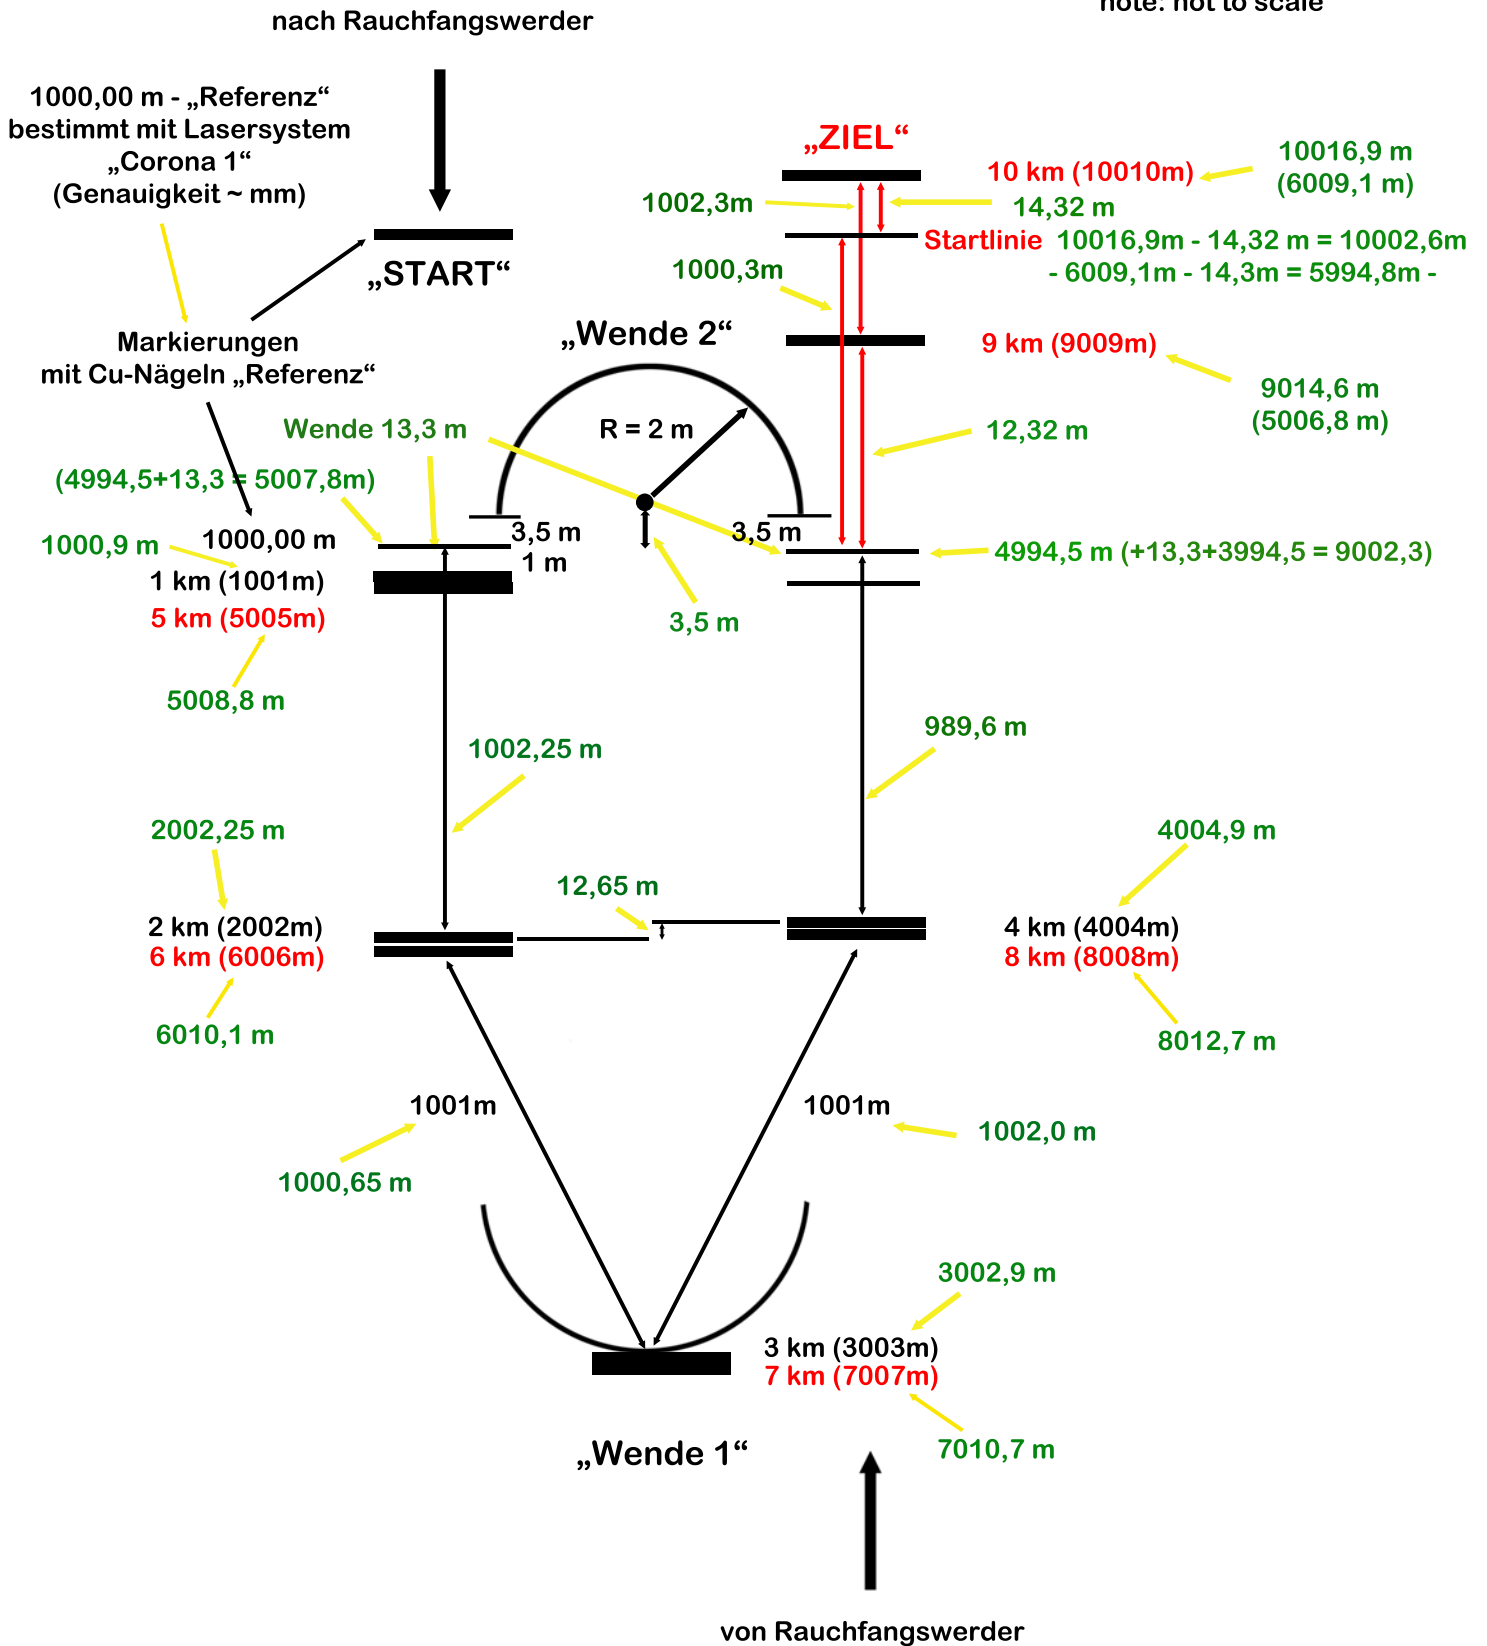 note: not to scale
nach Rauchfangswerder
1000,00 m - „Referenz“
bestimmt mit Lasersystem
„Corona 1“
(Genauigkeit ~ mm)
„ZIEL“
10 km (10010m)
10016,9 m
(6009,1 m)
1002,3m
14,32 m
„START“
Startlinie 10016,9m - 14,32 m = 10002,6m
- 6009,1m - 14,3m = 5994,8m -
1000,3m
Markierungen
mit Cu-Nägeln „Referenz“
„Wende 2“
9 km (9009m)
9014,6 m
(5006,8 m)
Wende 13,3 m
R = 2 m
12,32 m
(4994,5+13,3 = 5007,8m)
1000,00 m
3,5 m
1 m
3,5 m
1000,9 m
4994,5 m (+13,3+3994,5 = 9002,3)
1 km (1001m)
5 km (5005m)
3,5 m
5008,8 m
1002,25 m
989,6 m
2002,25 m
4004,9 m
12,65 m
2 km (2002m)
6 km (6006m)
4 km (4004m)
8 km (8008m)
6010,1 m
8012,7 m
1001m
1001m
1002,0 m
1000,65 m
3002,9 m
3 km (3003m)
7 km (7007m)
„Wende 1“
7010,7 m
von Rauchfangswerder